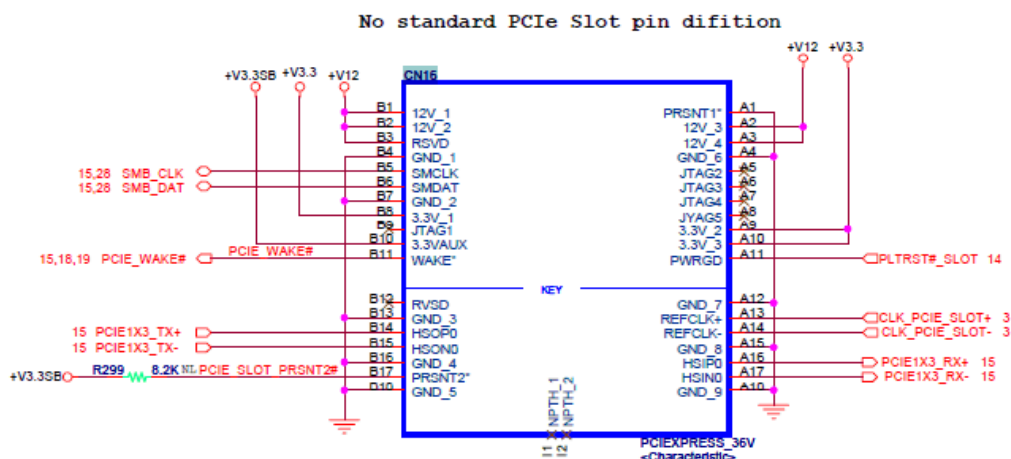 No standard PCIe Slot pin difition
+V3.3SB +V3.3 +V12
+V12 +V3.3
CN16
B1 12V_1 PRSNT1" A1
B2 12V_2 12V_3 A2
B3 RSVD 12V_4 A3
B4 GND_1 GND_6 A4
15,28 SMB_CLK B5 SMCLK JTAG2 A5
15,28 SMB_DAT B6 SMDAT JTAG3 A6
B7 GND_2 JTAG4 A7
B8 3.3V_1 JYAG5 A8
B9 JTAG1 3.3V_2 A9
B10 3.3VAUX 3.3V_3 A10
15,18,19 PCIE_WAKE# PCIE_WAKE# B11 WAKE" PWRGD A11 PLTRST#_SLOT 14
KEY
B12 RVSD GND_7 A12
B13 GND_3 REFCLK+ A13 CLK_PCIE_SLOT+ 3
15 PCIE1X3_TX+ B14 HSOP0 REFCLK- A14 CLK_PCIE_SLOT- 3
15 PCIE1X3_TX- B15 HSON0 GND_8 A15
B16 GND_4 HSIP0 A16 PCIE1X3_RX+ 15
+V3.3SB R299 8.2K NL PCIE_SLOT_PRSNT2# B17 PRSNT2" HSIN0 A17 PCIE1X3_RX- 15
GND_5 GND_9
I1 NPTH_1
I2 NPTH_2
PCIEXPRESS_36V
<Characteristic>